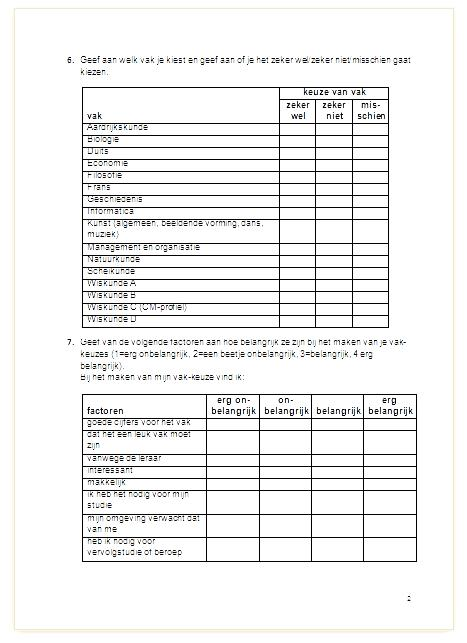 6. Geef aan welk vak je kiest en geef aan of je het zeker wel/zeker niet/misschien gaat
kiezen.
keuze van vak
vak zeker wel zeker niet mis-schien
Aardrijkskunde
Biologie
Duits
Economie
Filosofie
Frans
Geschiedenis
Informatica
Kunst (algemeen, beeldende vorming, dans,
muziek)
Management en organisatie
Natuurkunde
Scheikunde
Wiskunde A
Wiskunde B
Wiskunde C (CM-profiel)
Wiskunde D
7. Geef van de volgende factoren aan hoe belangrijk ze zijn bij het maken van je vak-
keuzes (1=erg onbelangrijk, 2=een beetje onbelangrijk, 3=belangrijk, 4 erg
belangrijk).
Bij het maken van mijn vak-keuze vind ik:
factoren erg on-belangrijk on-belangrijk belangrijk erg belangrijk
goede cijfers voor het vak
dat het een leuk vak moet
zijn
vanwege de leraar
interessant
makkelijk
ik heb het nodig voor mijn
studie
mijn omgeving verwacht dat
van me
heb ik nodig voor
vervolgstudie of beroep
2